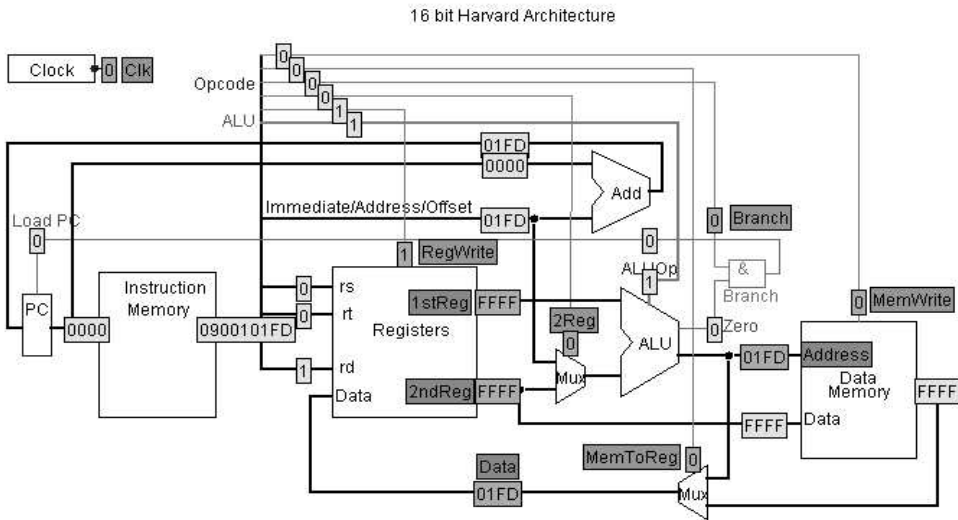 16 bit Harvard Architecture
Clock 0 Clk
0
0
0
0
1
1
Opcode
ALU
01FD
0000
Add
Immediate/Address/Offset 01FD
Load PC
0
0
0 Branch
1 RegWrite
ALUOp
1
&
Branch
PC
0000
Instruction
Memory
0900101FD
0 rs
0 rt
1 rd
Data
Registers
1stReg FFFF
2ndReg FFFF
2Reg
0
Mux
ALU
0 Zero
0 MemWrite
01FD Address
Data
Memory
FFFF Data
FFFF
MemToReg 0
Mux
Data
01FD